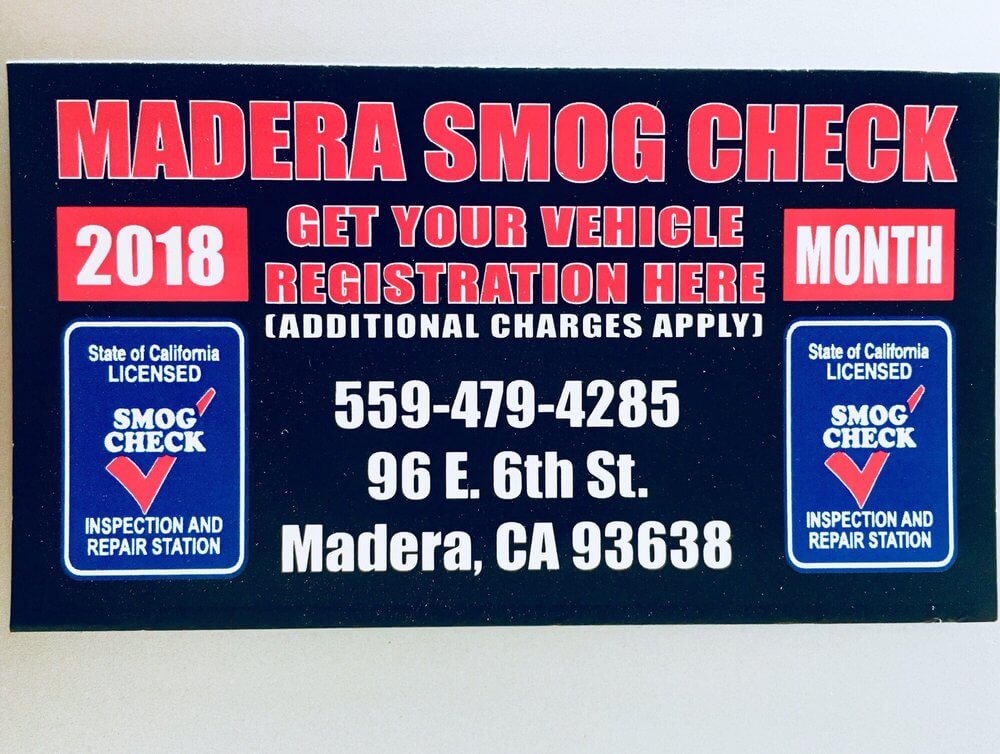 MADERA SMOG CHECK
2018
GET YOUR VEHICLE
REGISTRATION HERE
(ADDITIONAL CHARGES APPLY)
MONTH
State of California
LICENSED
SMOG
CHECK
INSPECTION AND
REPAIR STATION
559-479-4285
96 E. 6th St.
Madera, CA 93638
State of California
LICENSED
SMOG
CHECK
INSPECTION AND
REPAIR STATION